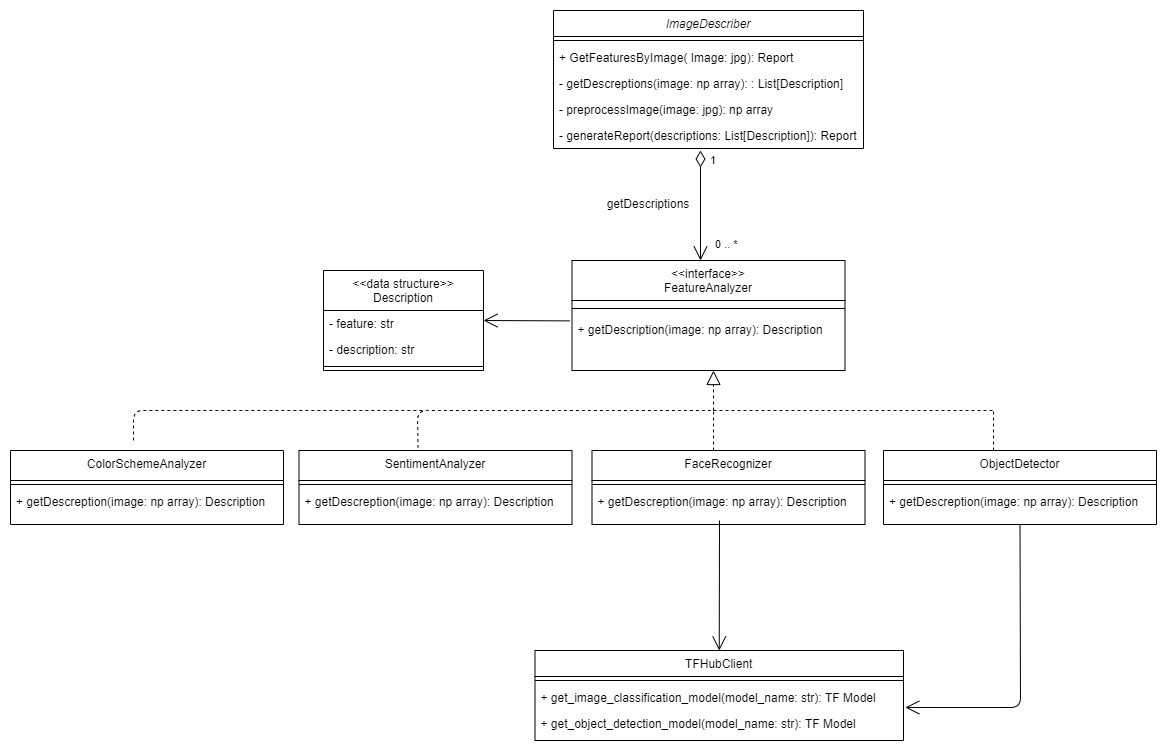 ImageDescriber
+ GetFeaturesByImage( Image: jpg): Report
- getDescreptions(image: np array): : List[Description]
- preprocessImage(image: jpg): np array
- generateReport(descriptions: List[Description]): Report
1
getDescriptions
0 .. *
<<data structure>>
Description
- feature: str
- description: str
<<interface>>
FeatureAnalyzer
+ getDescription(image: np array): Description
ColorSchemeAnalyzer
+ getDescreption(image: np array): Description
SentimentAnalyzer
+ getDescreption(image: np array): Description
FaceRecognizer
+ getDescreption(image: np array): Description
ObjectDetector
+ getDescreption(image: np array): Description
TFHubClient
+ get_image_classification_model(model_name: str): TF Model
+ get_object_detection_model(model_name: str): TF Model